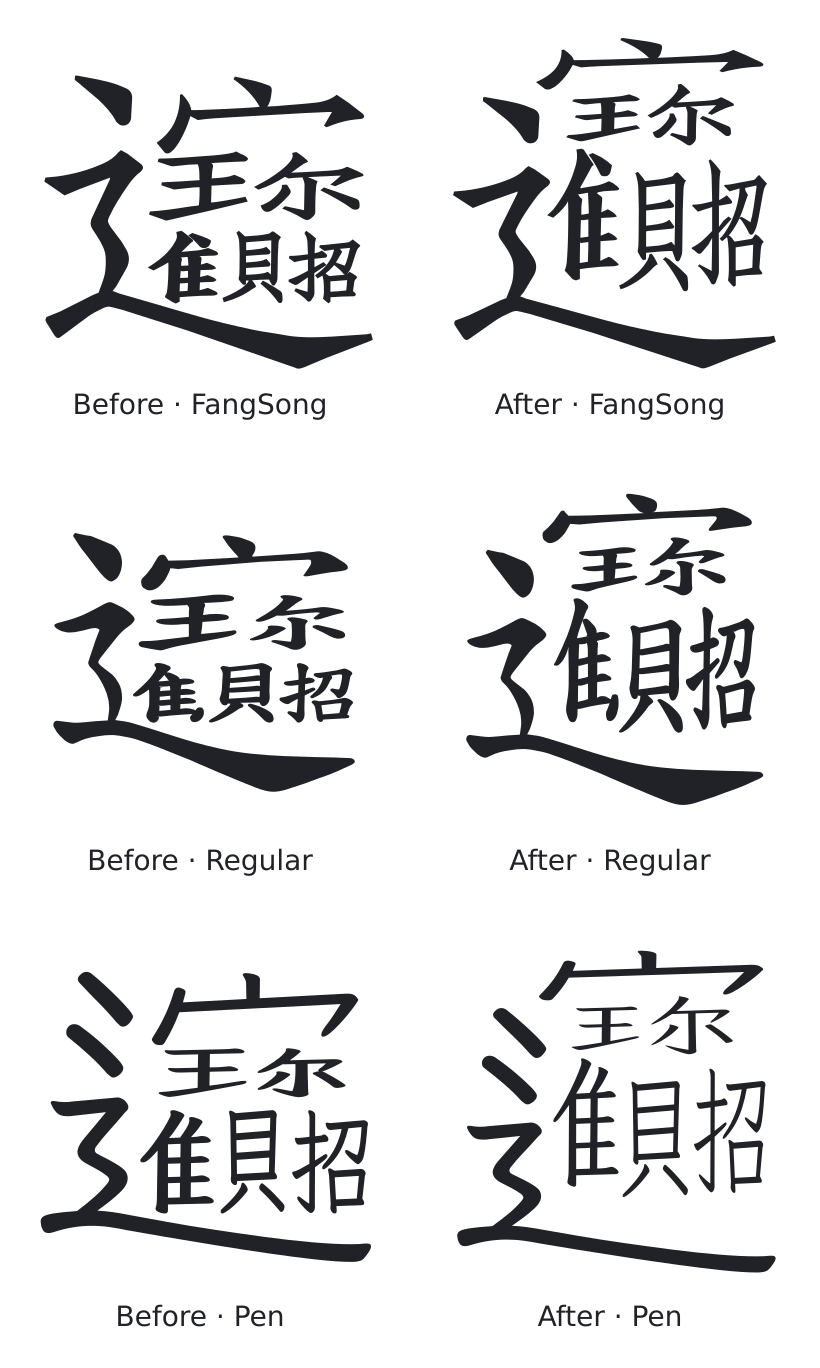 𮧵 𮧵
Before · FangSong After · FangSong
𮧵 𮧵
Before · Regular After · Regular
𮧵 𮧵
Before · Pen After · Pen